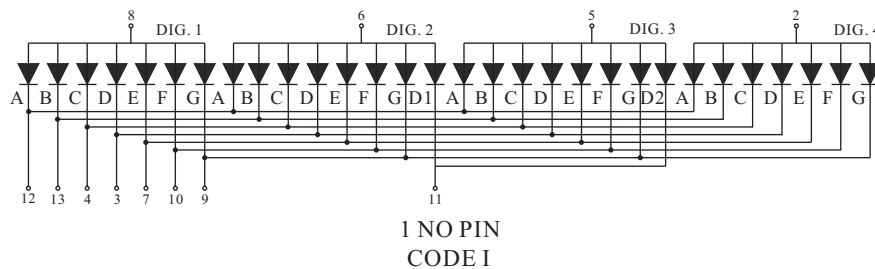 8 DIG. 1 6 DIG. 2 5 DIG. 3 2 DIG. 4
A B C D E F G A B C D E F G D1 A B C D E F G D2 A B C D E F G
12 13 4 3 7 10 9 11
1 NO PIN
CODE I